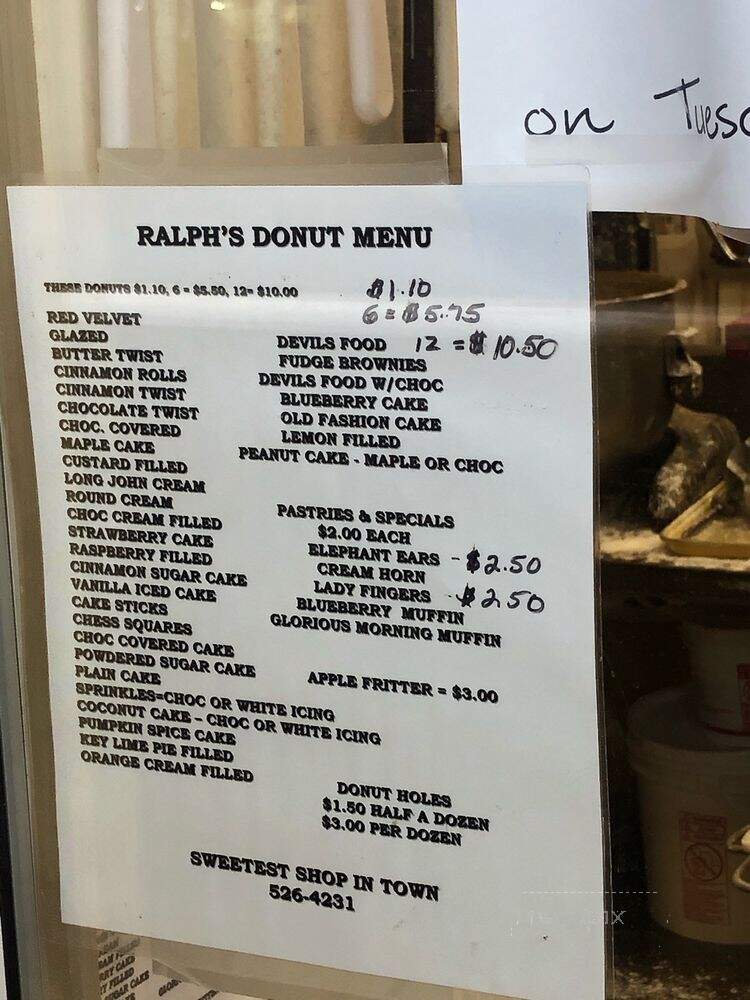 on Tues
RALPH'S DONUT MENU
THESE DONUTS $1.10, 6 = $5.50, 12= $10.00
$1.10
6 = $5.75
12 = $10.50
RED VELVET
GLAZED
BUTTER TWIST
CINNAMON ROLLS
CINNAMON TWIST
CHOCOLATE TWIST
CHOC. COVERED
MAPLE CAKE
CUSTARD FILLED
LONG JOHN CREAM
ROUND CREAM
CHOC CREAM FILLED
STRAWBERRY CAKE
RASPBERRY FILLED
CINNAMON SUGAR CAKE
VANILLA ICED CAKE
CAKE STICKS
CHESS SQUARES
CHOC COVERED CAKE
POWDERED SUGAR CAKE
PLAIN CAKE
SPRINKLES=CHOC OR WHITE ICING
COCONUT CAKE – CHOC OR WHITE ICING
PUMPKIN SPICE CAKE
KEY LIME PIE FILLED
ORANGE CREAM FILLED
DEVILS FOOD
FUDGE BROWNIES
DEVILS FOOD W/CHOC
BLUEBERRY CAKE
OLD FASHION CAKE
LEMON FILLED
PEANUT CAKE - MAPLE OR CHOC
PASTRIES & SPECIALS
$2.00 EACH
ELEPHANT EARS - $2.50
CREAM HORN
LADY FINGERS - $2.50
BLUEBERRY MUFFIN
GLORIOUS MORNING MUFFIN
APPLE FRITTER = $3.00
DONUT HOLES
$1.50 HALF A DOZEN
$3.00 PER DOZEN
SWEETEST SHOP IN TOWN
526-4231